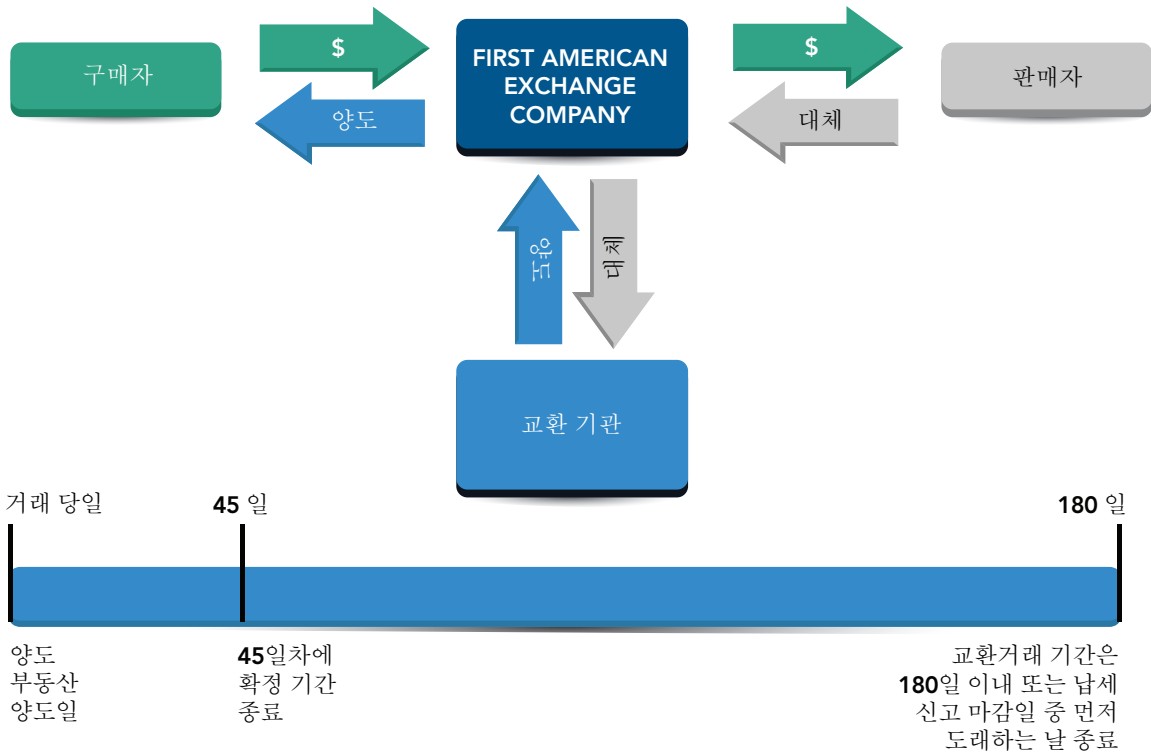 구매자
$
양도
FIRST AMERICAN
EXCHANGE
COMPANY
$
대체
판매자
양도
대체
교환 기관
거래 당일
45 일
180 일
양도
부동산
양도일
45일차에
확정 기간
종료
교환거래 기간은
180일 이내 또는 납세
신고 마감일 중 먼저
도래하는 날 종료